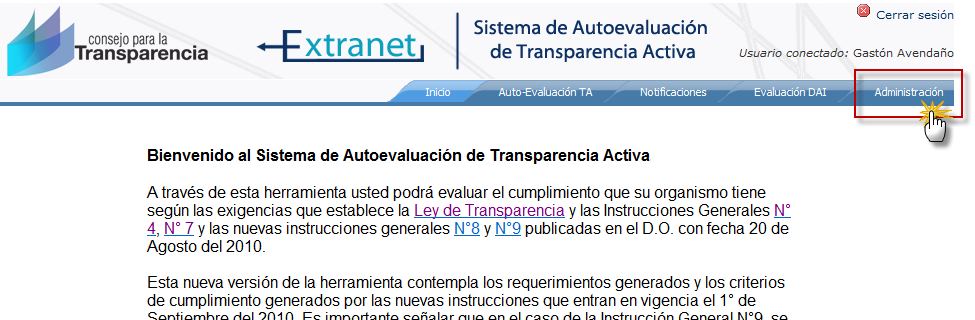 consejo para la
Transparencia
Extranet
Sistema de Autoevaluación
de Transparencia Activa
Cerrar sesión
Usuario conectado: Gastón Avendaño
Inicio Auto-Evaluación TA Notificaciones Evaluación DAI Administración
Bienvenido al Sistema de Autoevaluación de Transparencia Activa
A través de esta herramienta usted podrá evaluar el cumplimiento que su organismo tiene
según las exigencias que establece la Ley de Transparencia y las Instrucciones Generales N°
4, N° 7 y las nuevas instrucciones generales N°8 y N°9 publicadas en el D.O. con fecha 20 de
Agosto del 2010.
Esta nueva versión de la herramienta contempla los requerimientos generados y los criterios
de cumplimiento generados por las nuevas instrucciones que entran en vigencia el 1° de
Septiembre del 2010. Es importante señalar que en el caso de la Instrucción General N°9, se